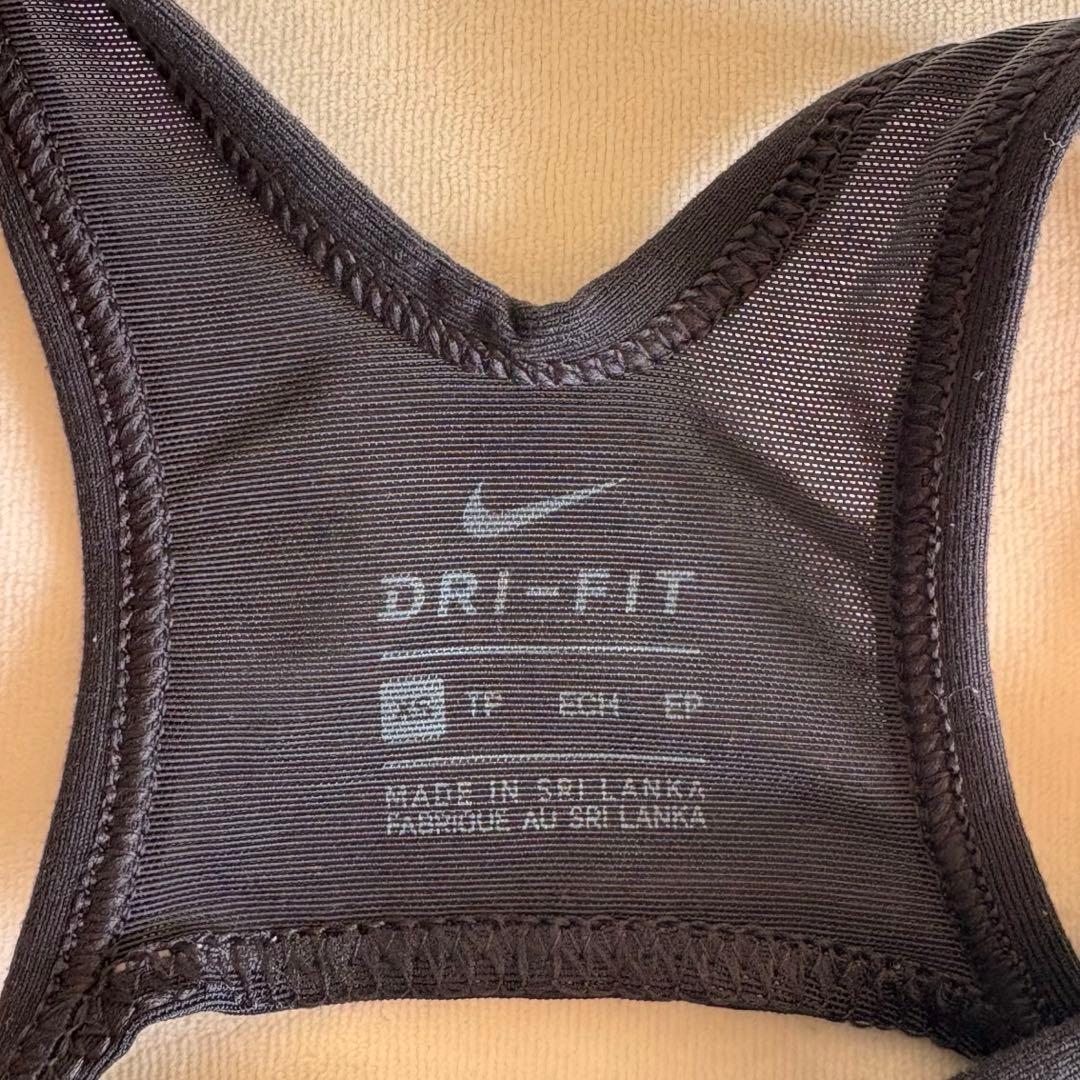 DRI-FIT
XS TP ECH EP
MADE IN SRI LANKA
FABRIQUE AU SRI LANKA